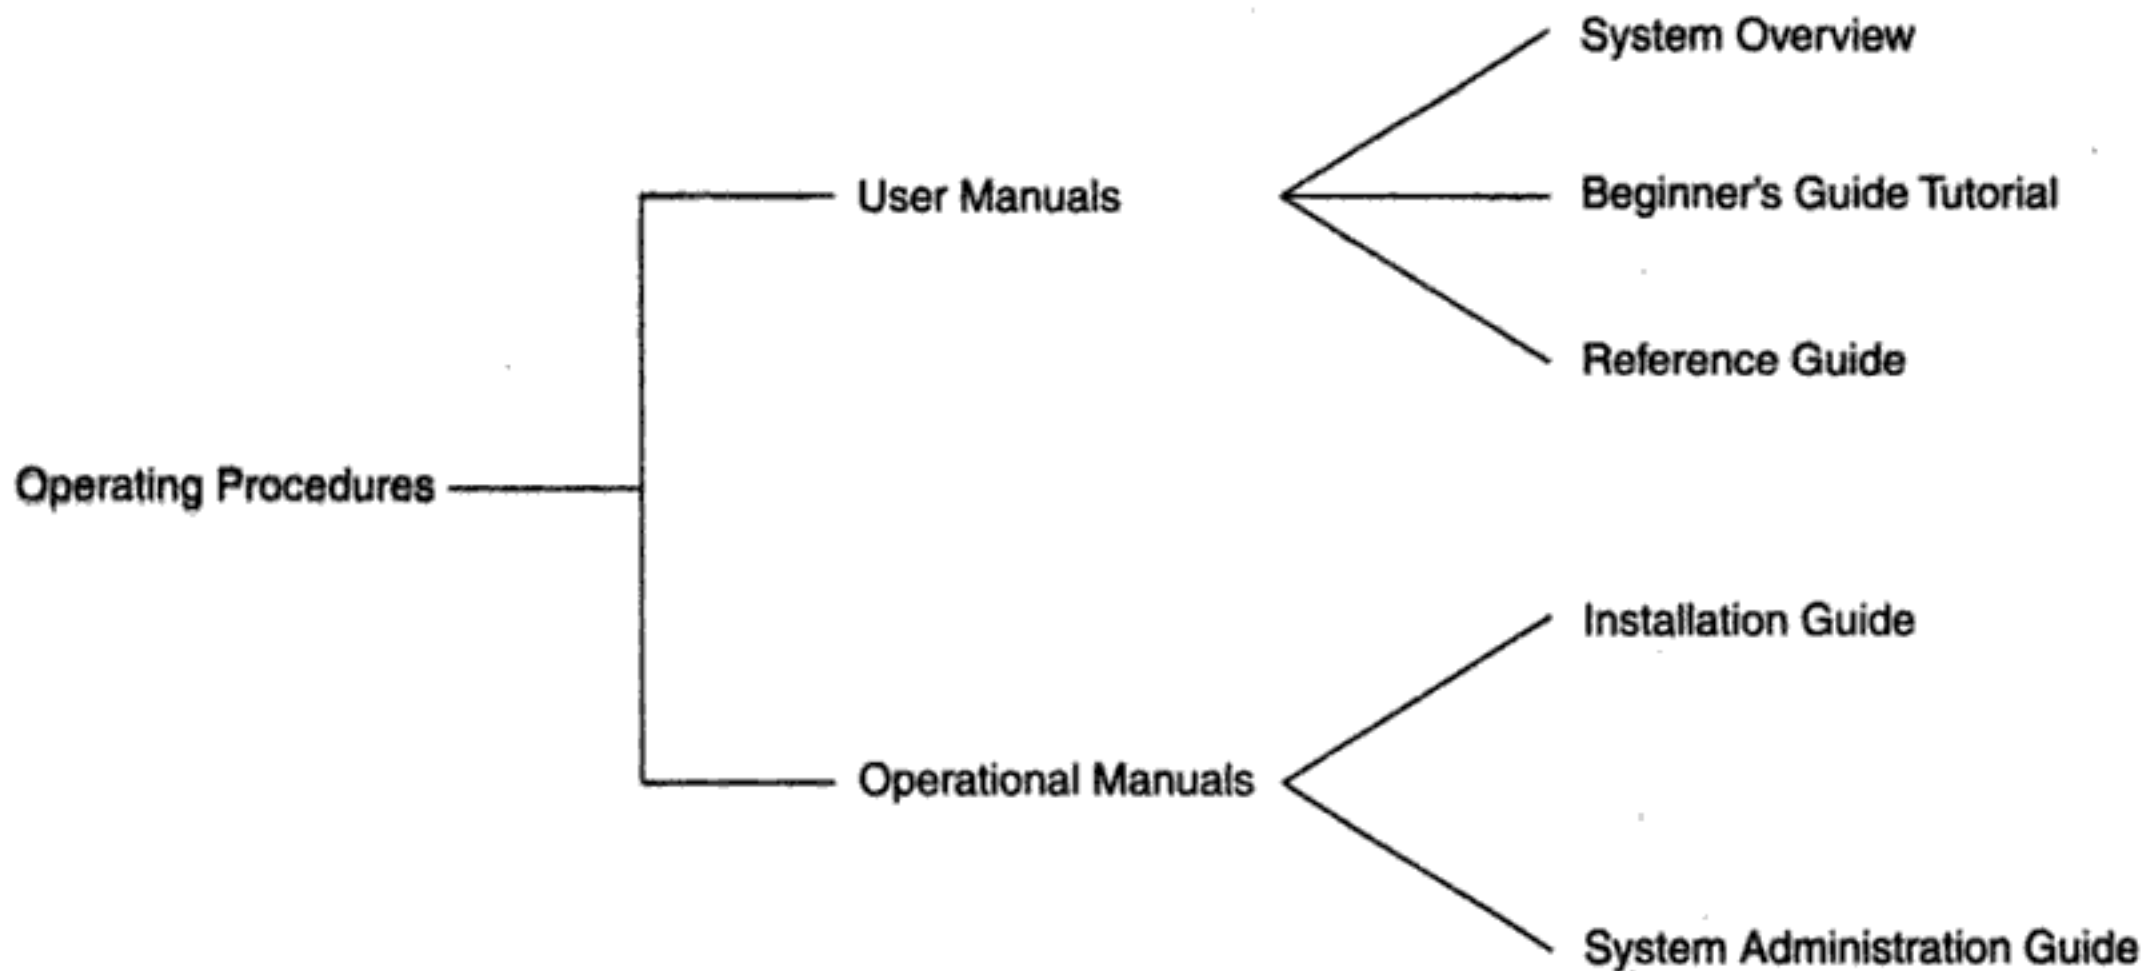 System Overview
User Manuals
Beginner's Guide Tutorial
Reference Guide
Operating Procedures
Installation Guide
Operational Manuals
System Administration Guide